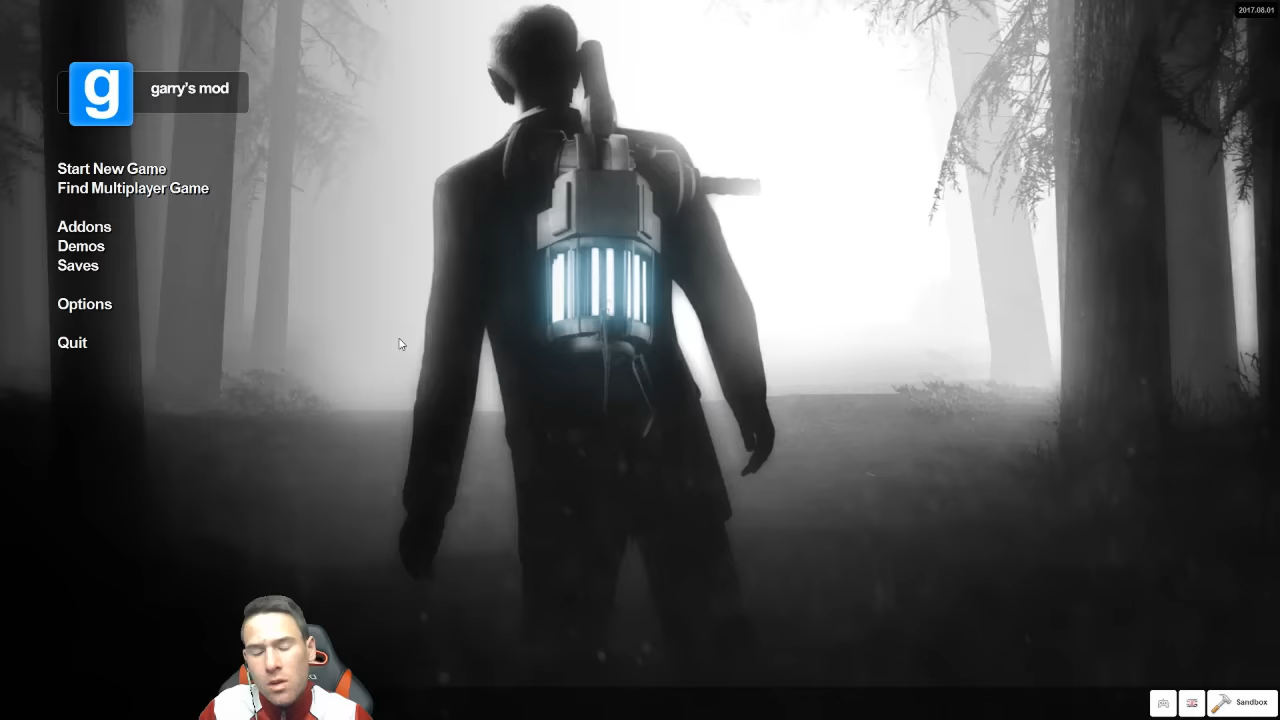 2017.08.01
g
garry's mod
Start New Game
Find Multiplayer Game
Addons
Demos
Saves
Options
Quit
Sandbox